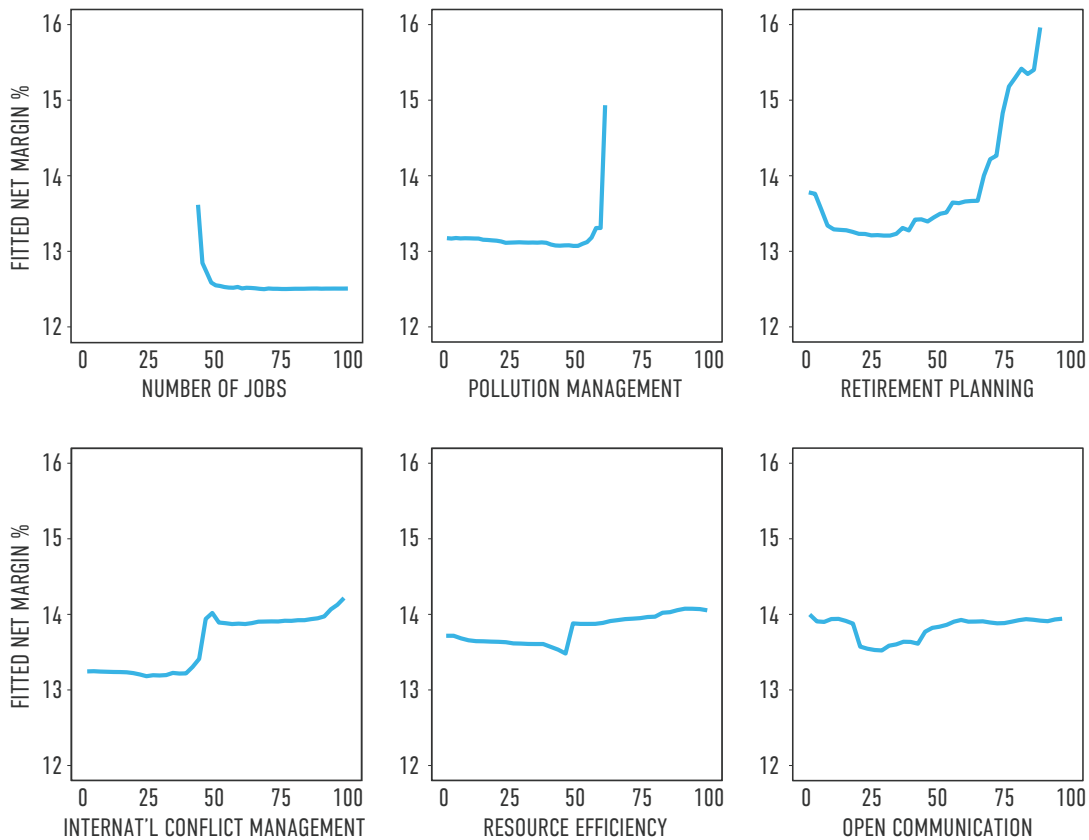 FITTED NET MARGIN %
16
15
14
13
12
0 25 50 75 100
NUMBER OF JOBS
16
15
14
13
12
0 25 50 75 100
POLLUTION MANAGEMENT
16
15
14
13
12
0 25 50 75 100
RETIREMENT PLANNING
FITTED NET MARGIN %
16
15
14
13
12
0 25 50 75 100
INTERNAT'L CONFLICT MANAGEMENT
16
15
14
13
12
0 25 50 75 100
RESOURCE EFFICIENCY
16
15
14
13
12
0 25 50 75 100
OPEN COMMUNICATION